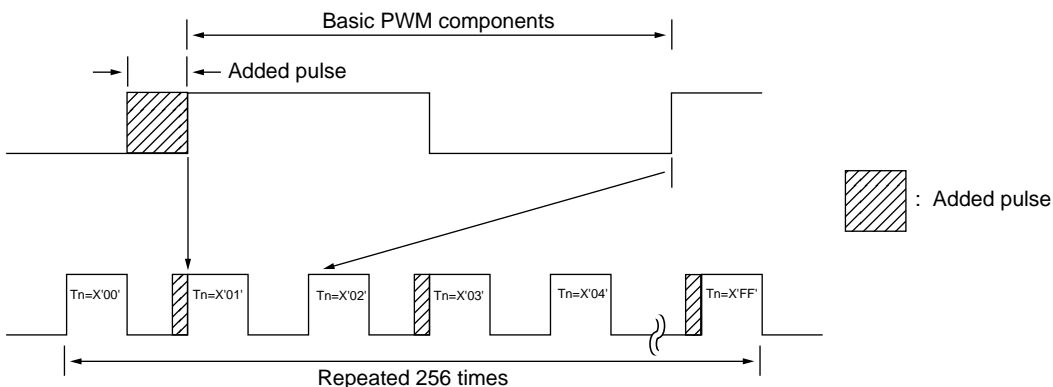 Basic PWM components
Added pulse
: Added pulse
Tn=X'00'
Tn=X'01'
Tn=X'02'
Tn=X'03'
Tn=X'04'
Tn=X'FF'
Repeated 256 times